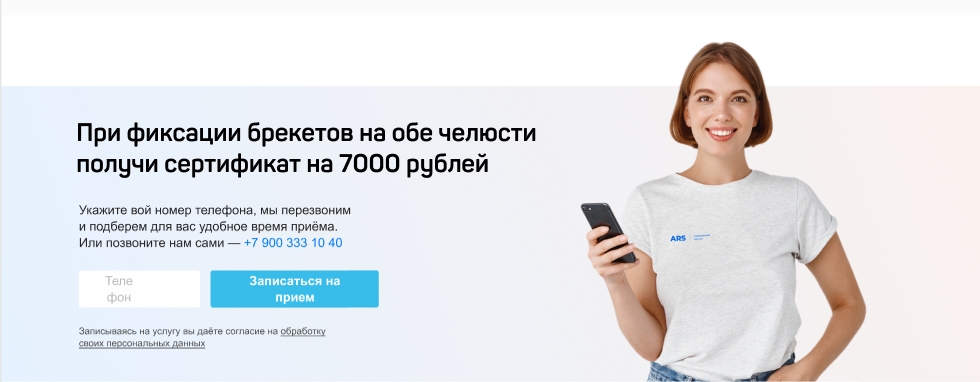 При фиксации брекетов на обе челюсти
получи сертификат на 7000 рублей
Укажите вой номер телефона, мы перезвоним
и подберем для вас удобное время приёма.
Или позвоните нам сами — +7 900 333 10 40
Теле
фон
Записаться на
прием
Записываясь на услугу вы даёте согласие на обработку
своих персональных данных
ARS